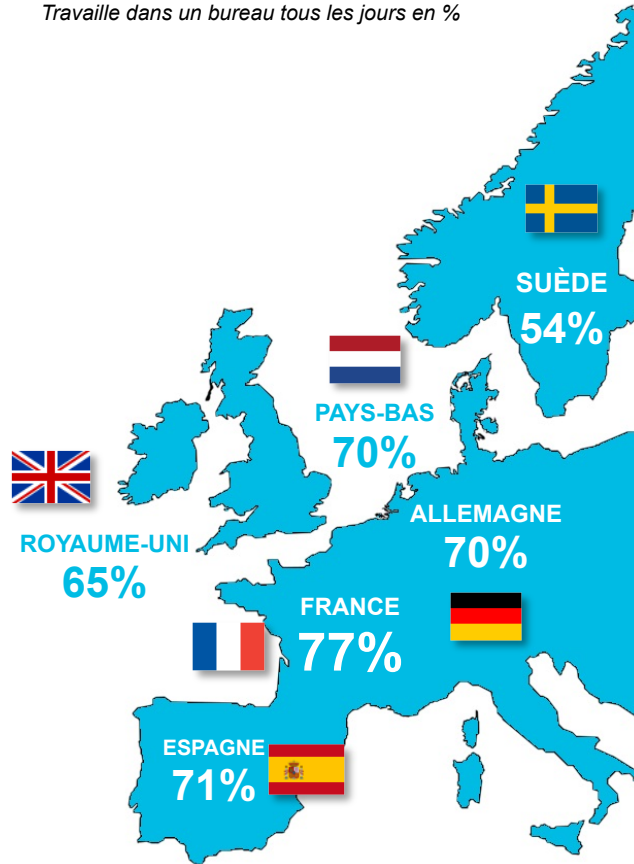 Travaille dans un bureau tous les jours en %
SUÈDE
54%
PAYS-BAS
70%
ROYAUME-UNI
65%
ALLEMAGNE
70%
FRANCE
77%
ESPAGNE
71%